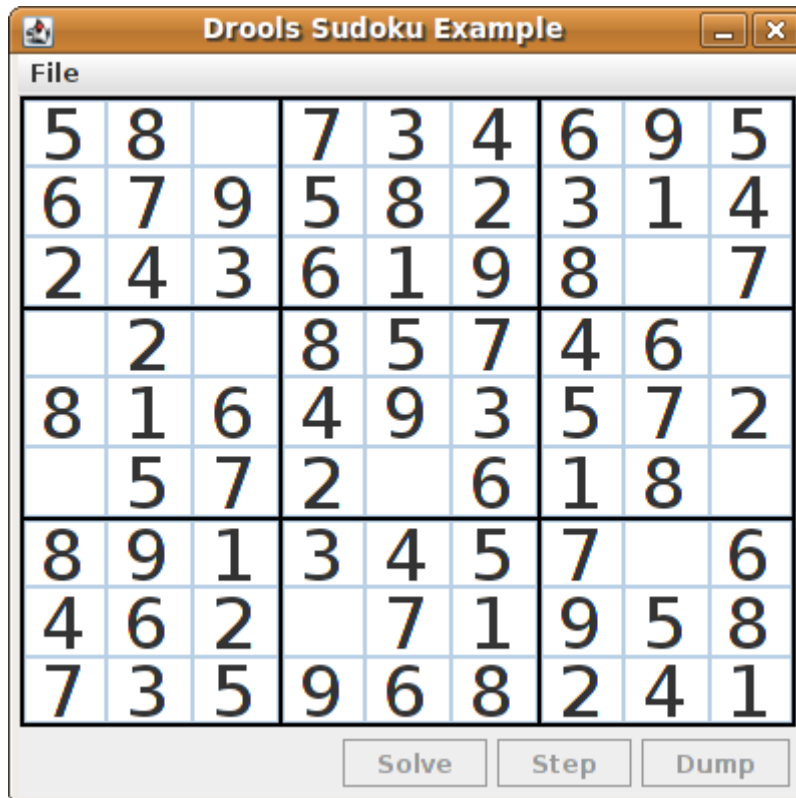 Drools Sudoku Example
File
5 8 7 3 4 6 9 5
6 7 9 5 8 2 3 1 4
2 4 3 6 1 9 8 7
2 8 5 7 4 6
8 1 6 4 9 3 5 7 2
5 7 2 6 1 8
8 9 1 3 4 5 7 6
4 6 2 7 1 9 5 8
7 3 5 9 6 8 2 4 1
Solve Step Dump